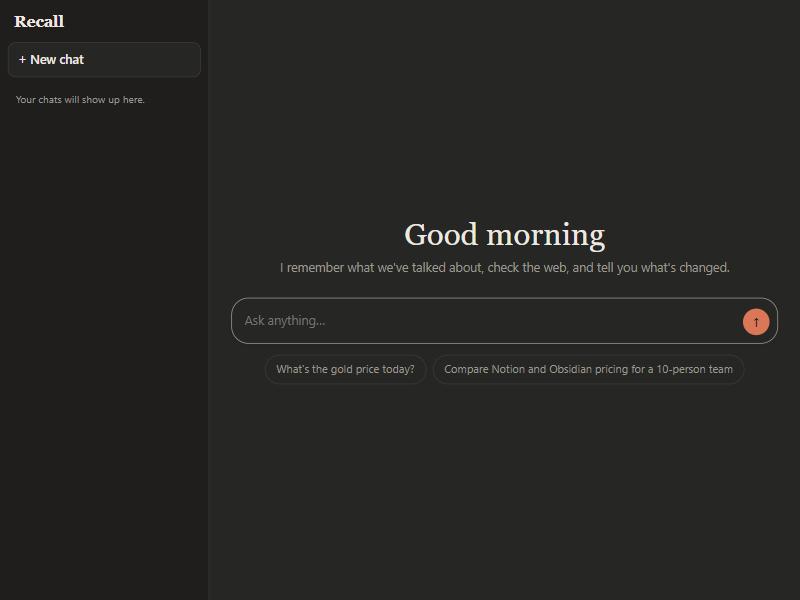 Recall
+ New chat
Your chats will show up here.
Good morning
I remember what we've talked about, check the web, and tell you what's changed.
Ask anything...
↑
What's the gold price today?
Compare Notion and Obsidian pricing for a 10-person team